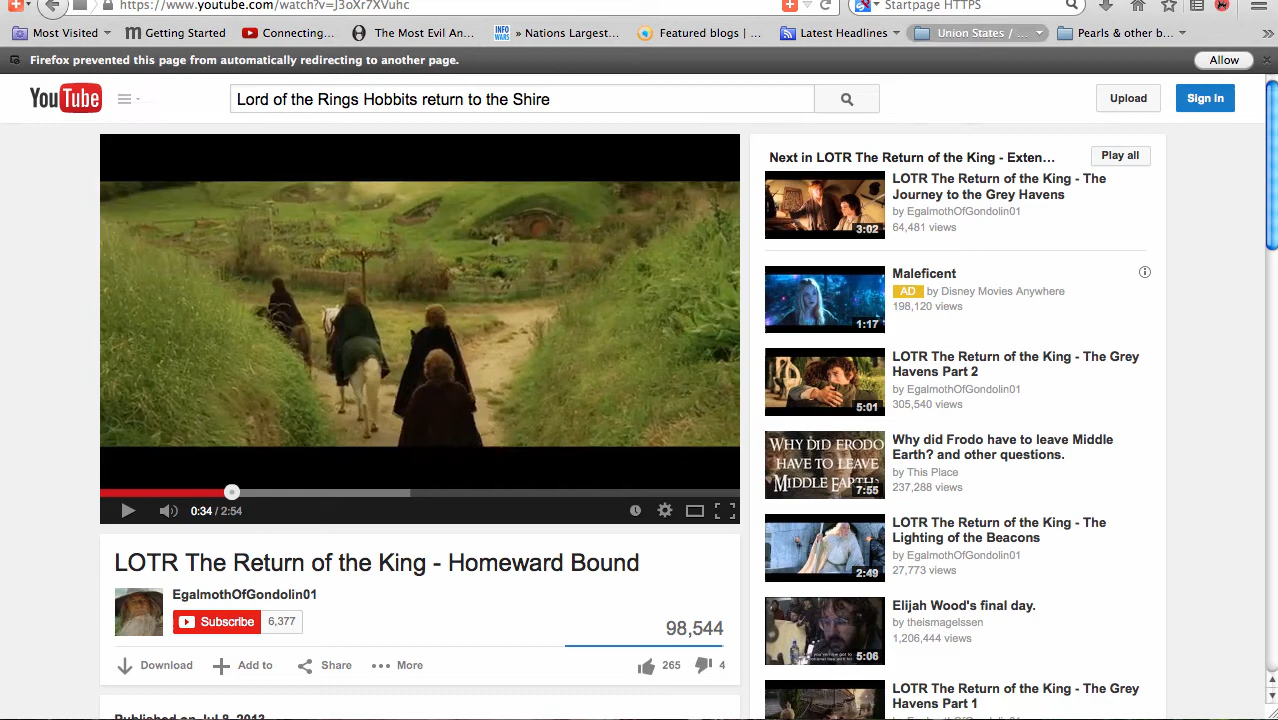 https://www.youtube.com/watch?v=J3oXr7XVuhc
Startpage HTTPS
Most Visited
Getting Started
Connecting...
The Most Evil An...
INFO WARS
» Nations Largest...
Featured blogs | ...
Latest Headlines
Union States / ...
Pearls & other b...
Firefox prevented this page from automatically redirecting to another page.
Allow
YouTube
Lord of the Rings Hobbits return to the Shire
Upload
Sign in
Next in LOTR The Return of the King - Exten...
Play all
LOTR The Return of the King - The
Journey to the Grey Havens
by EgalmothOfGondolin01
64,481 views
3:02
Maleficent
AD by Disney Movies Anywhere
198,120 views
1:17
LOTR The Return of the King - The Grey
Havens Part 2
by EgalmothOfGondolin01
305,540 views
5:01
WHY DID FRODO
HAVE TO LEAVE
MIDDLE EARTH?
7:55
Why did Frodo have to leave Middle
Earth? and other questions.
by This Place
237,288 views
LOTR The Return of the King - The
Lighting of the Beacons
by EgalmothOfGondolin01
27,773 views
2:49
Elijah Wood's final day.
by theismagelssen
1,206,444 views
5:06
LOTR The Return of the King - The Grey
Havens Part 1
by EgalmothOfGondolin01
0:34 / 2:54
LOTR The Return of the King - Homeward Bound
EgalmothOfGondolin01
Subscribe 6,377
98,544
Download
Add to
Share
More
265
4
Published on Jul 8, 2013